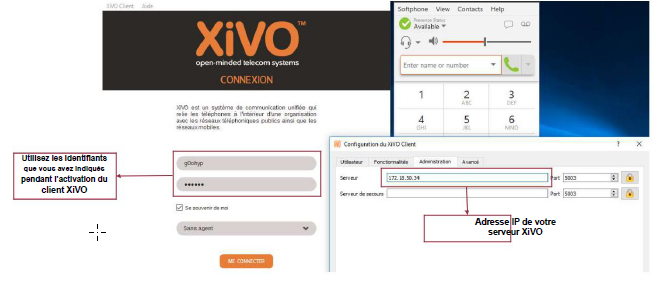 XiVO Client Aide
XiVO™
open-minded telecom systems
CONNEXION
XiVO est un système de communication unifiée qui
relie les téléphones à l'intérieur d'une organisation
avec les réseaux téléphoniques publics ainsi que les
réseaux mobiles.
Utilisez les identifiants
que vous avez indiqués
pendant l'activation du
client XiVO
••••••
Se souvenir de moi
Sans agent
ME CONNECTER
Softphone View Contacts Help
Presence Status
Available
Enter name or number
1 2 3
ABC DEF
4 5 6
GHI JKL MNO
Configuration du XiVO Client ? X
Utilisateur Fonctionnalités Administration Avancé
Serveur 172.18.50.34 Port 5003
Serveur de secours Port 5003
Adresse IP de votre
serveur XiVO